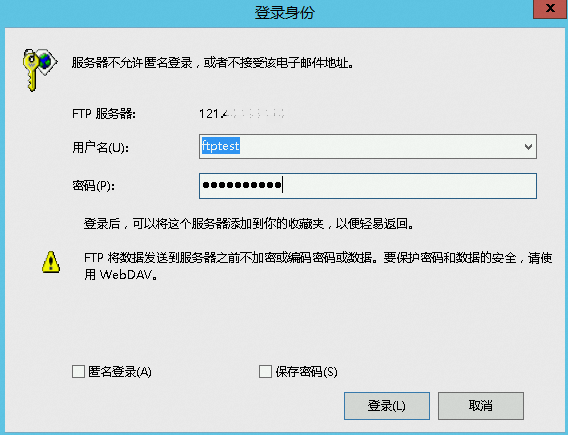 登录身份
服务器不允许匿名登录，或者不接受该电子邮件地址。
FTP 服务器: 121.
用户名(U): ftptest
密码(P): ●●●●●●●●●●
登录后，可以将这个服务器添加到你的收藏夹，以便轻易返回。
FTP 将数据发送到服务器之前不加密或编码密码或数据。要保护密码和数据的安全，请使
用 WebDAV。
匿名登录(A) 保存密码(S)
登录(L) 取消